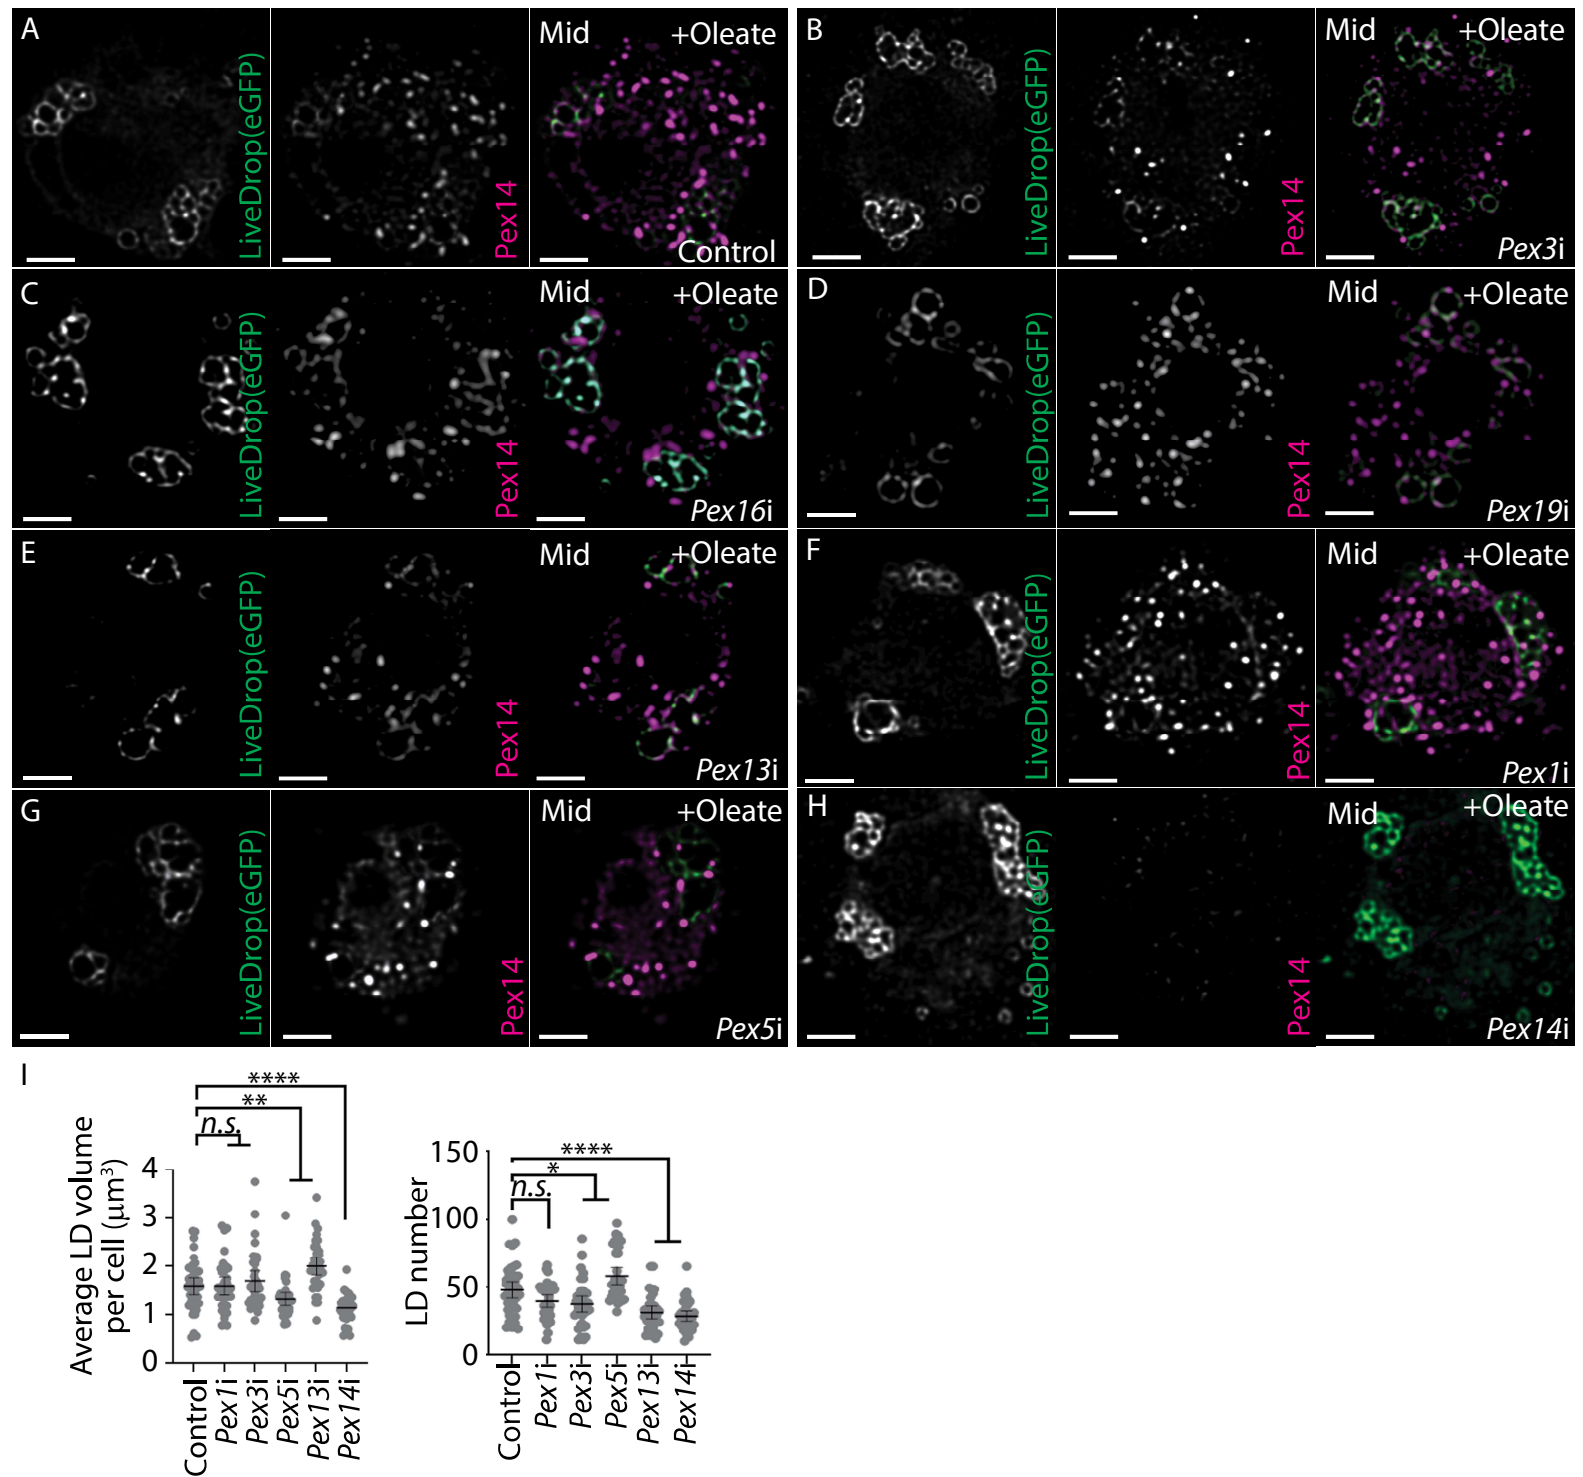 A
LiveDrop(eGFP)
Pex14
Mid
+Oleate
Control
B
LiveDrop(eGFP)
Pex14
Mid
+Oleate
Pex3i
C
LiveDrop(eGFP)
Pex14
Mid
+Oleate
Pex16i
D
LiveDrop(eGFP)
Pex14
Mid
+Oleate
Pex19i
E
LiveDrop(eGFP)
Pex14
Mid
+Oleate
Pex13i
F
LiveDrop(eGFP)
Pex14
Mid
+Oleate
Pex1i
G
LiveDrop(eGFP)
Pex14
Mid
+Oleate
Pex5i
H
LiveDrop(eGFP)
Pex14
Mid
+Oleate
Pex14i
I
Average LD volume
per cell (μm³)
4
3
2
1
0
****
**
n.s.
Control
Pex1i
Pex3i
Pex5i
Pex13i
Pex14i
LD number
150
100
50
0
****
*
n.s.
Control
Pex1i
Pex3i
Pex5i
Pex13i
Pex14i